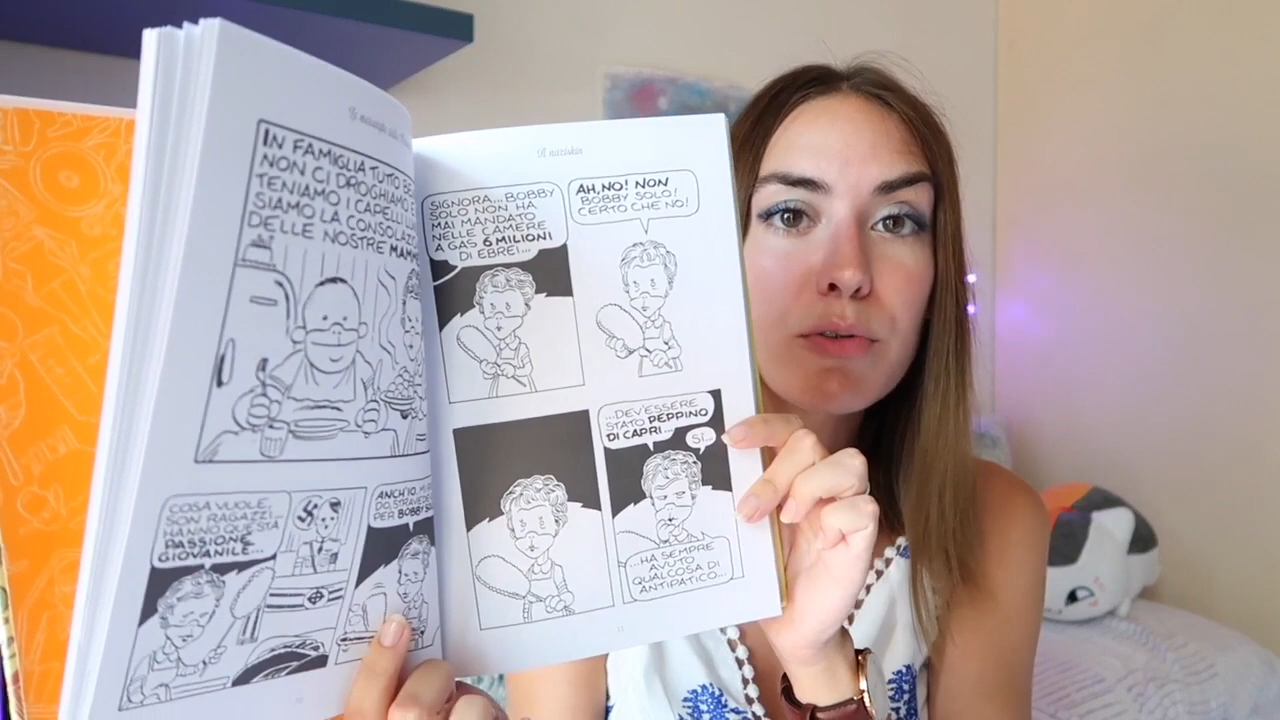 IN FAMIGLIA TUTTO
NON CI DROGHIAMO
TENIAMO I CAPELLI
SIAMO LA
DELLE NOSTRE
COSA VUOLE,
SON RAGAZZI...
HANNO QUESTA
PASSIONE
GIOVANILE...
ANCH'IO
PER BOBBY
Il naziskin
SIGNORA...BOBBY
SOLO NON HA
MAI MANDATO
NELLE CAMERE
A GAS 6 MILIONI
DI EBREI...
AH, NO! NON
BOBBY SOLO!
CERTO CHE NO!
...DEV'ESSERE
STATO PEPPINO
DI CAPRI...
SÌ...
...HA SEMPRE
AVUTO
QUALCOSA DI
ANTIPATICO...